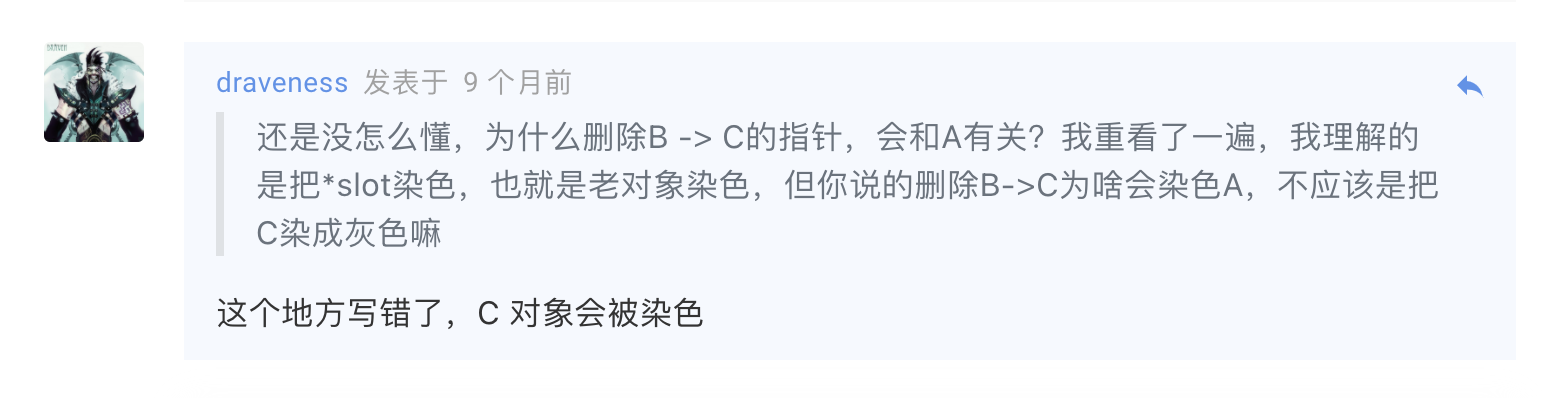 draveness 发表于 9 个月前
还是没怎么懂，为什么删除B -> C的指针，会和A有关？我重看了一遍，我理解的
是把*slot染色，也就是老对象染色，但你说的删除B->C为啥会染色A，不应该是把
C染成灰色嘛
这个地方写错了，C 对象会被染色